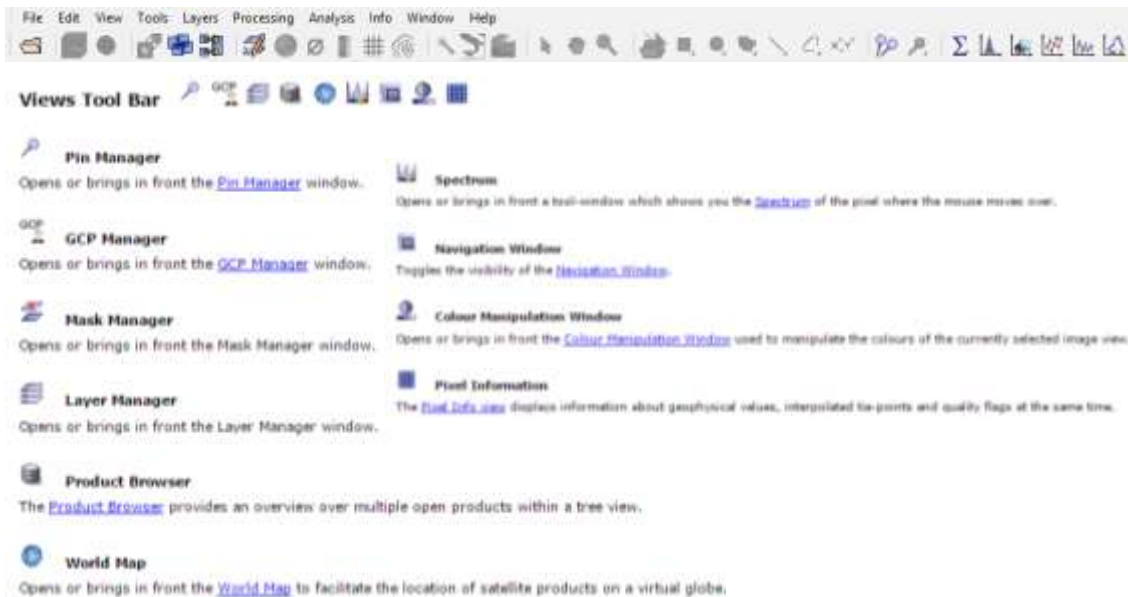 File Edit View Tools Layers Processing Analysis Info Window Help
Views Tool Bar GCP
Pin Manager
Opens or brings in front the Pin Manager window.
GCP
GCP Manager
Opens or brings in front the GCP Manager window.
Mask Manager
Opens or brings in front the Mask Manager window.
Layer Manager
Opens or brings in front the Layer Manager window.
Product Browser
The Product Browser provides an overview over multiple open products within a tree view.
World Map
Opens or brings in front the World Map to facilitate the location of satellite products on a virtual globe.
Spectrum
Opens or brings in front a tool-window which shows you the Spectrum of the pixel where the mouse moves over.
Navigation Window
Toggles the visibility of the Navigation Window.
Colour Manipulation Window
Opens or brings in front the Colour Manipulation Window used to manipulate the colours of the currently selected image view.
Pixel Information
The Pixel Info view displays information about geophysical values, interpolated tie-points and quality flags at the same time.